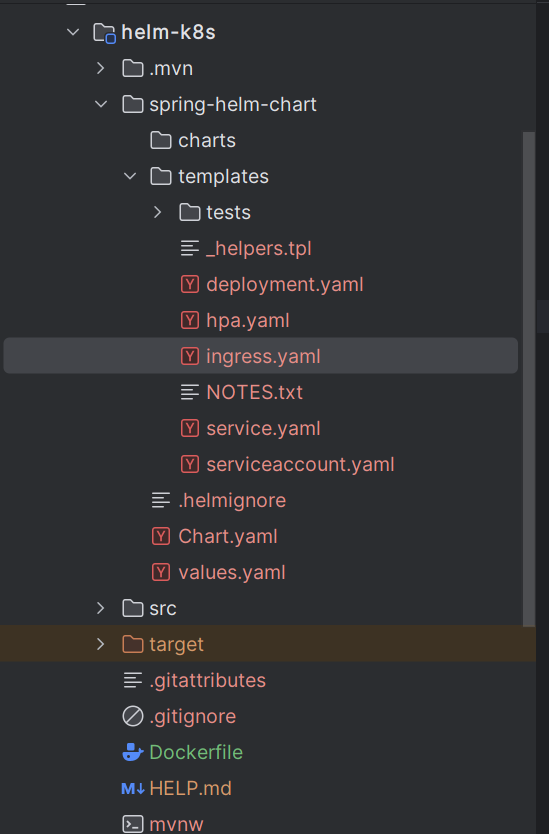 helm-k8s
.mvn
spring-helm-chart
charts
templates
tests
_helpers.tpl
Y deployment.yaml
Y hpa.yaml
Y ingress.yaml
NOTES.txt
Y service.yaml
Y serviceaccount.yaml
.helmignore
Y Chart.yaml
Y values.yaml
src
target
.gitattributes
.gitignore
Dockerfile
M↓ HELP.md
mvnw